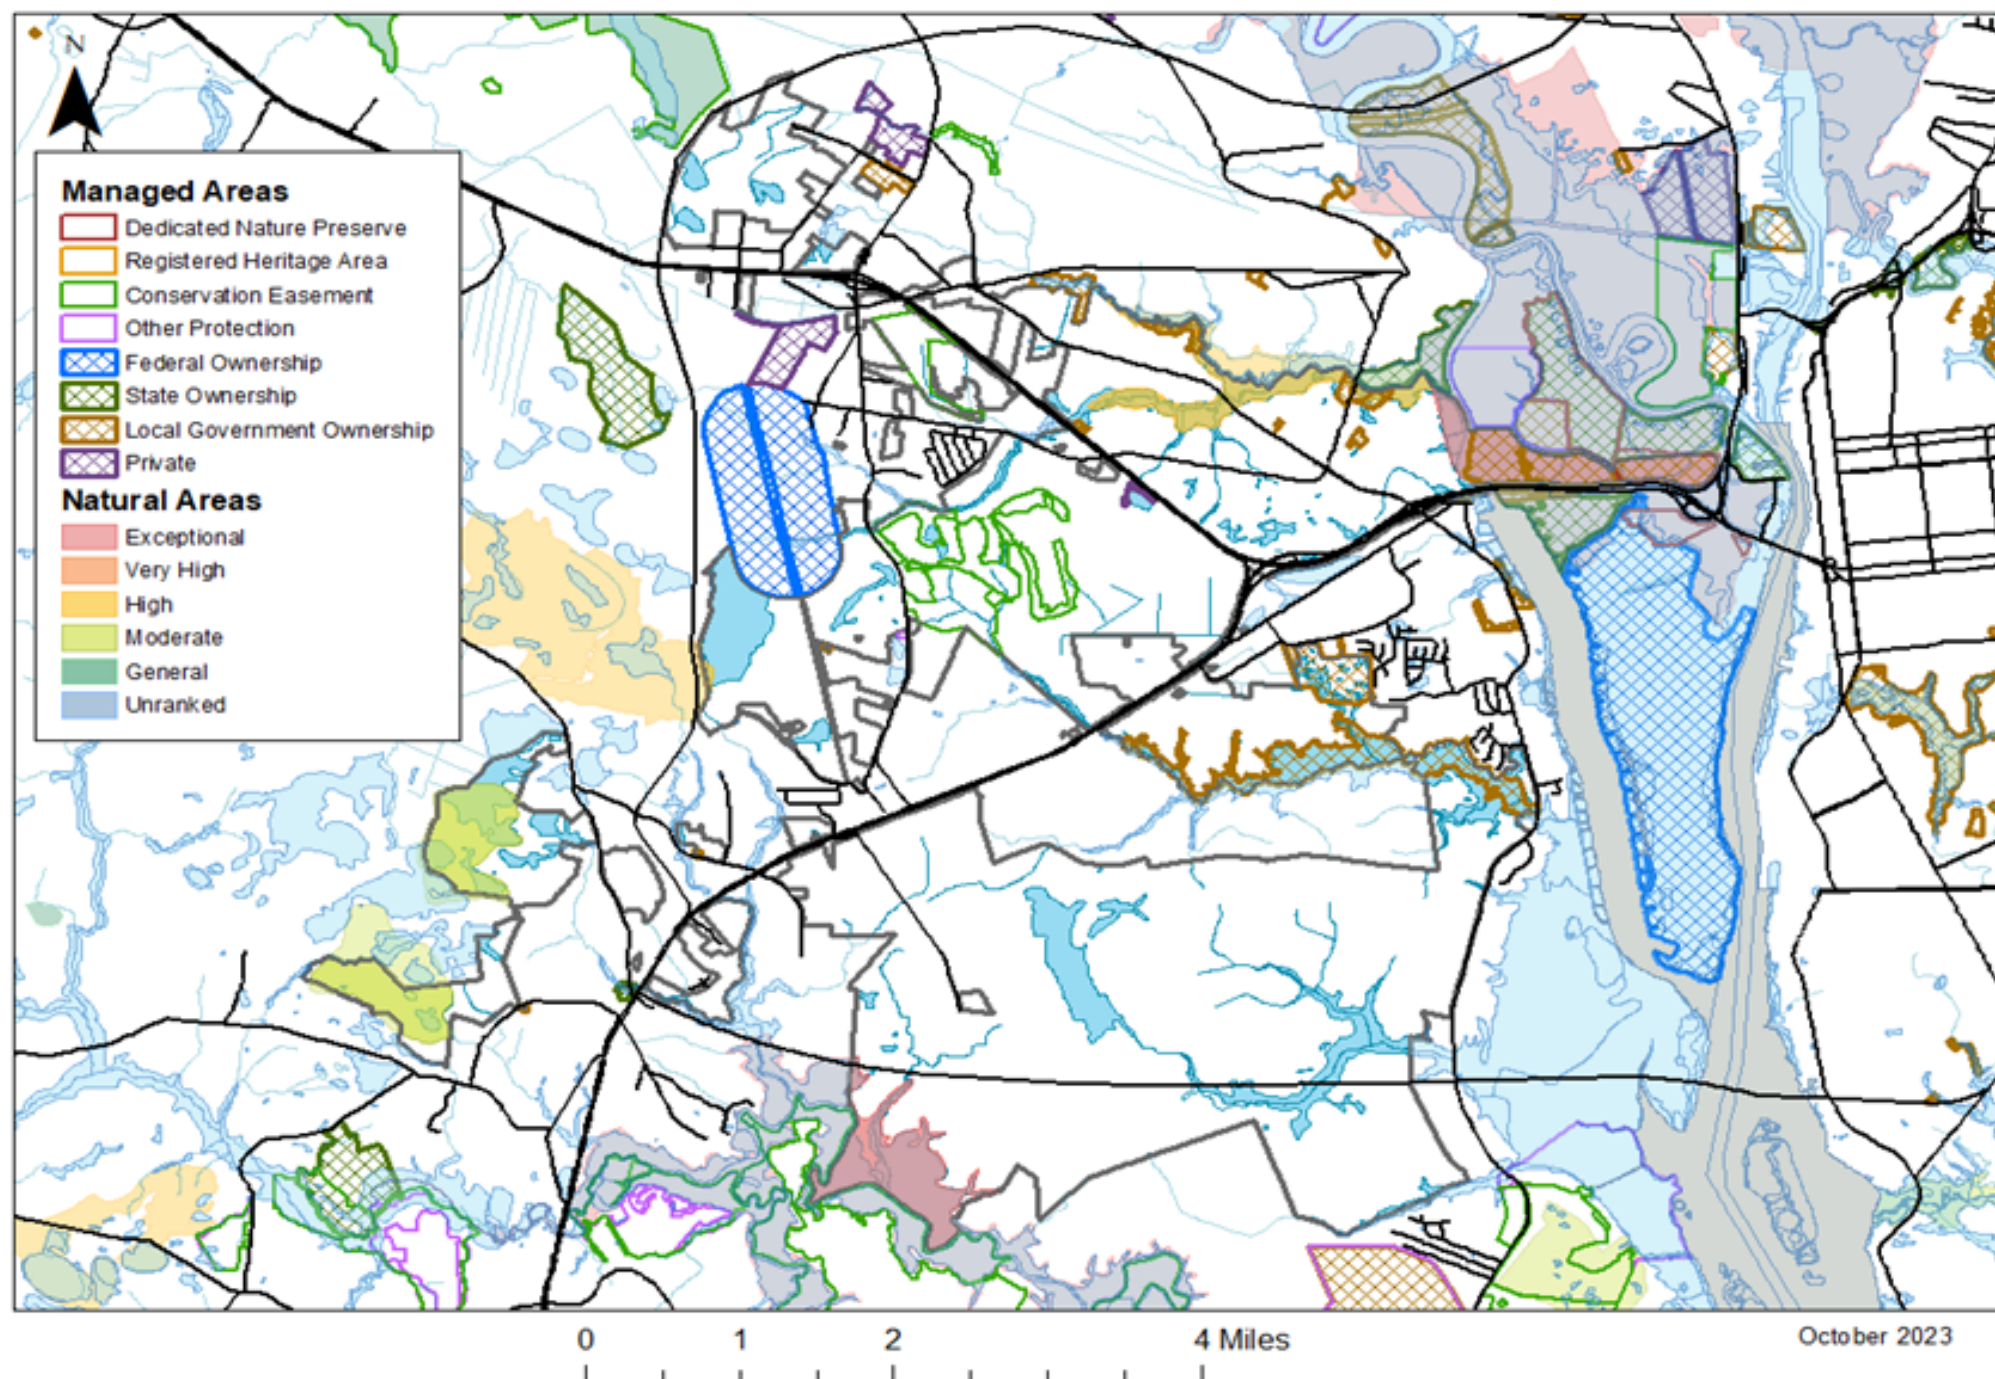 N
Managed Areas
Dedicated Nature Preserve
Registered Heritage Area
Conservation Easement
Other Protection
Federal Ownership
State Ownership
Local Government Ownership
Private
Natural Areas
Exceptional
Very High
High
Moderate
General
Unranked
0 1 2 4 Miles
October 2023